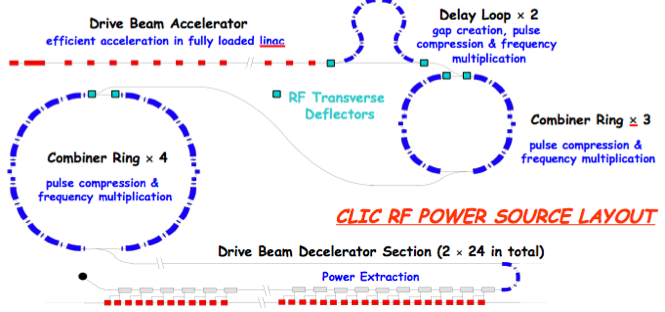 Drive Beam Accelerator
efficient acceleration in fully loaded linac
Delay Loop × 2
gap creation, pulse
compression & frequency
multiplication
RF Transverse
Deflectors
Combiner Ring × 3
pulse compression &
frequency multiplication
Combiner Ring × 4
pulse compression &
frequency multiplication
CLIC RF POWER SOURCE LAYOUT
Drive Beam Decelerator Section (2 × 24 in total)
Power Extraction